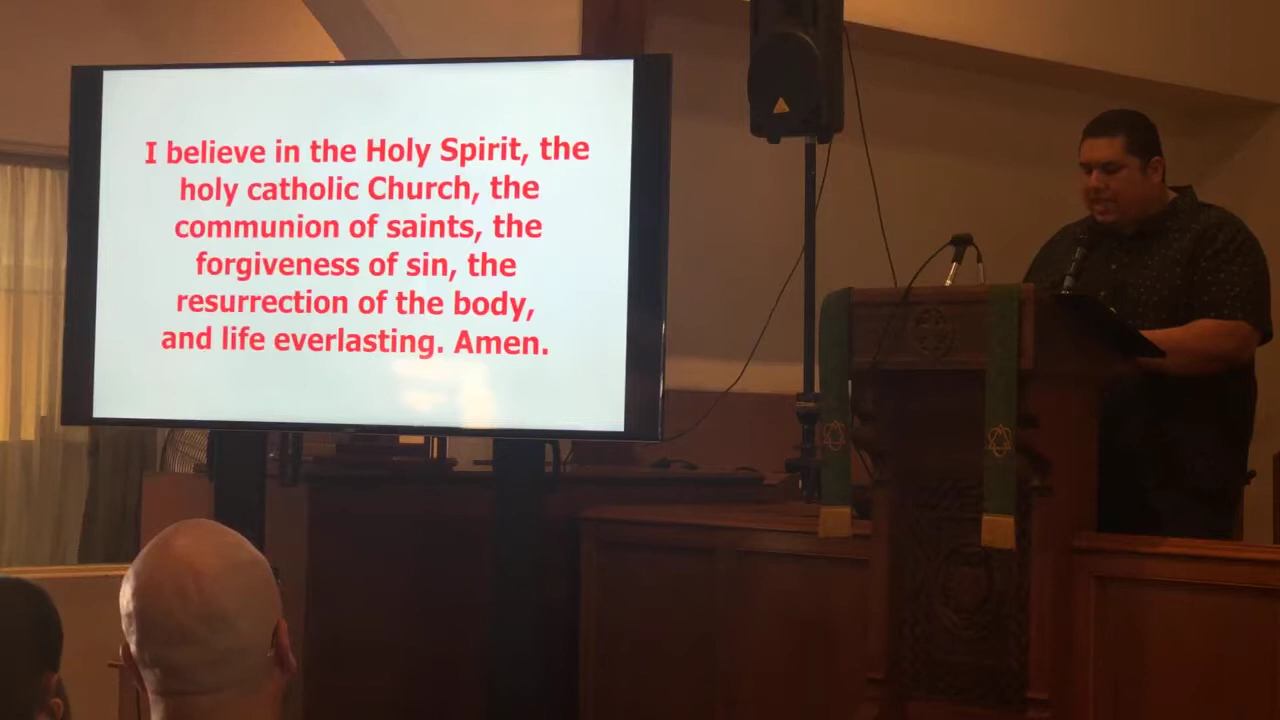 I believe in the Holy Spirit, the
holy catholic Church, the
communion of saints, the
forgiveness of sin, the
resurrection of the body,
and life everlasting. Amen.